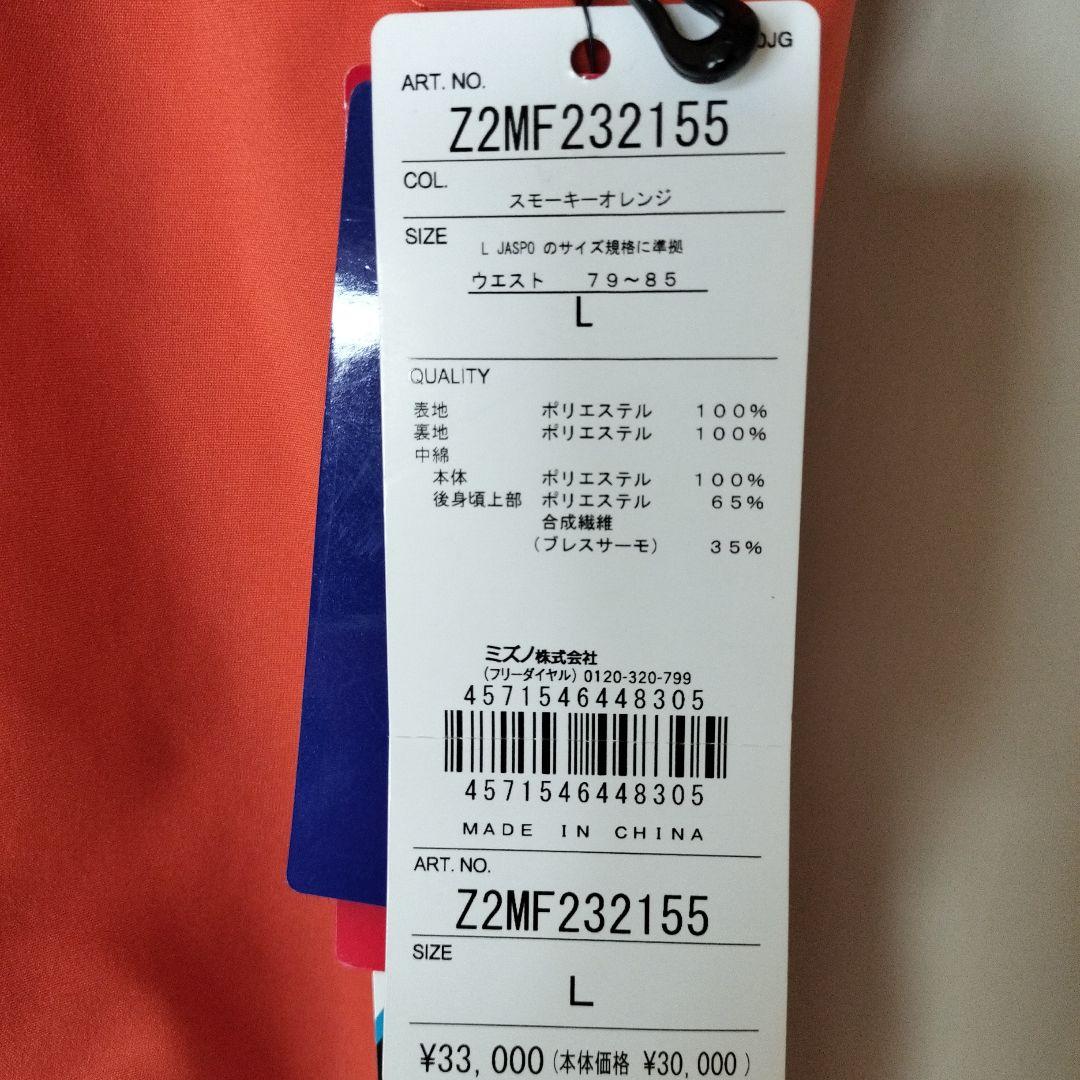 DJG
ART. NO.
Z2MF232155
COL.
スモーキーオレンジ
SIZE
L JASPO のサイズ規格に準拠
ウエスト 79～85
L
QUALITY
表地 ポリエステル 100%
裏地 ポリエステル 100%
中綿
本体 ポリエステル 100%
後身頃上部 ポリエステル 65%
合成繊維
(ブレスサーモ) 35%
ミズノ株式会社
(フリーダイヤル) 0120-320-799
4571546448305
4571546448305
MADE IN CHINA
ART. NO.
Z2MF232155
SIZE
L
¥33,000(本体価格 ¥30,000)